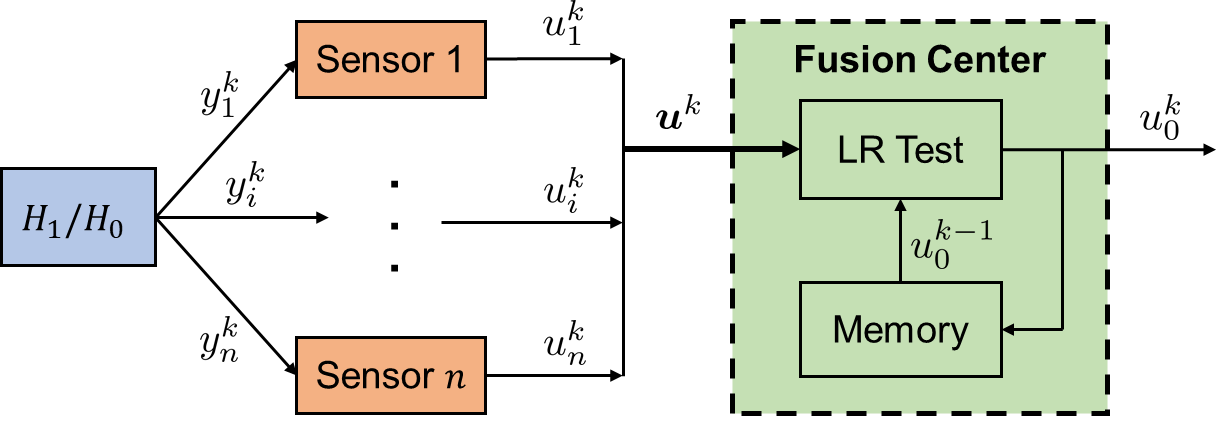 Sensor 1
$u_1^k$
Fusion Center
$y_1^k$
$\boldsymbol{u}^k$
LR Test
$u_0^k$
$H_1/H_0$
$y_i^k$
$u_i^k$
$u_0^{k-1}$
Memory
$y_n^k$
Sensor $n$
$u_n^k$